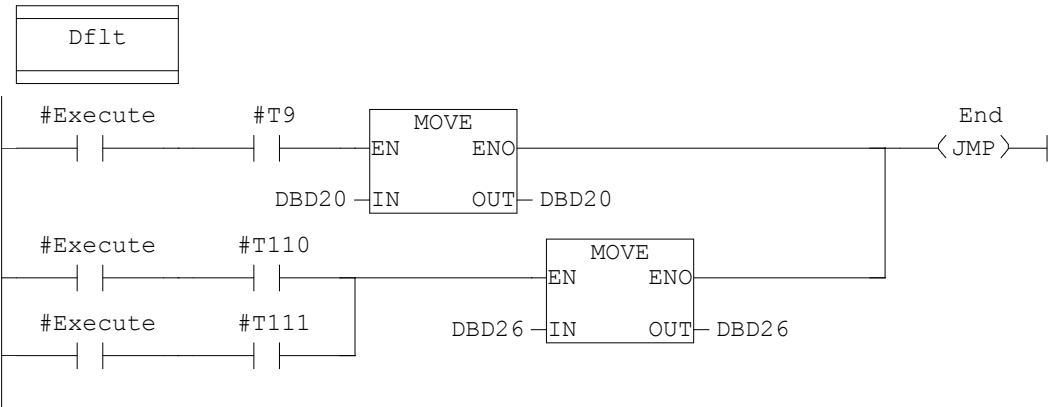 Dflt
#Execute #T9 MOVE End
EN ENO JMP
DBD20 IN OUT DBD20
#Execute #T110 MOVE
EN ENO
#Execute #T111 DBD26 IN OUT DBD26